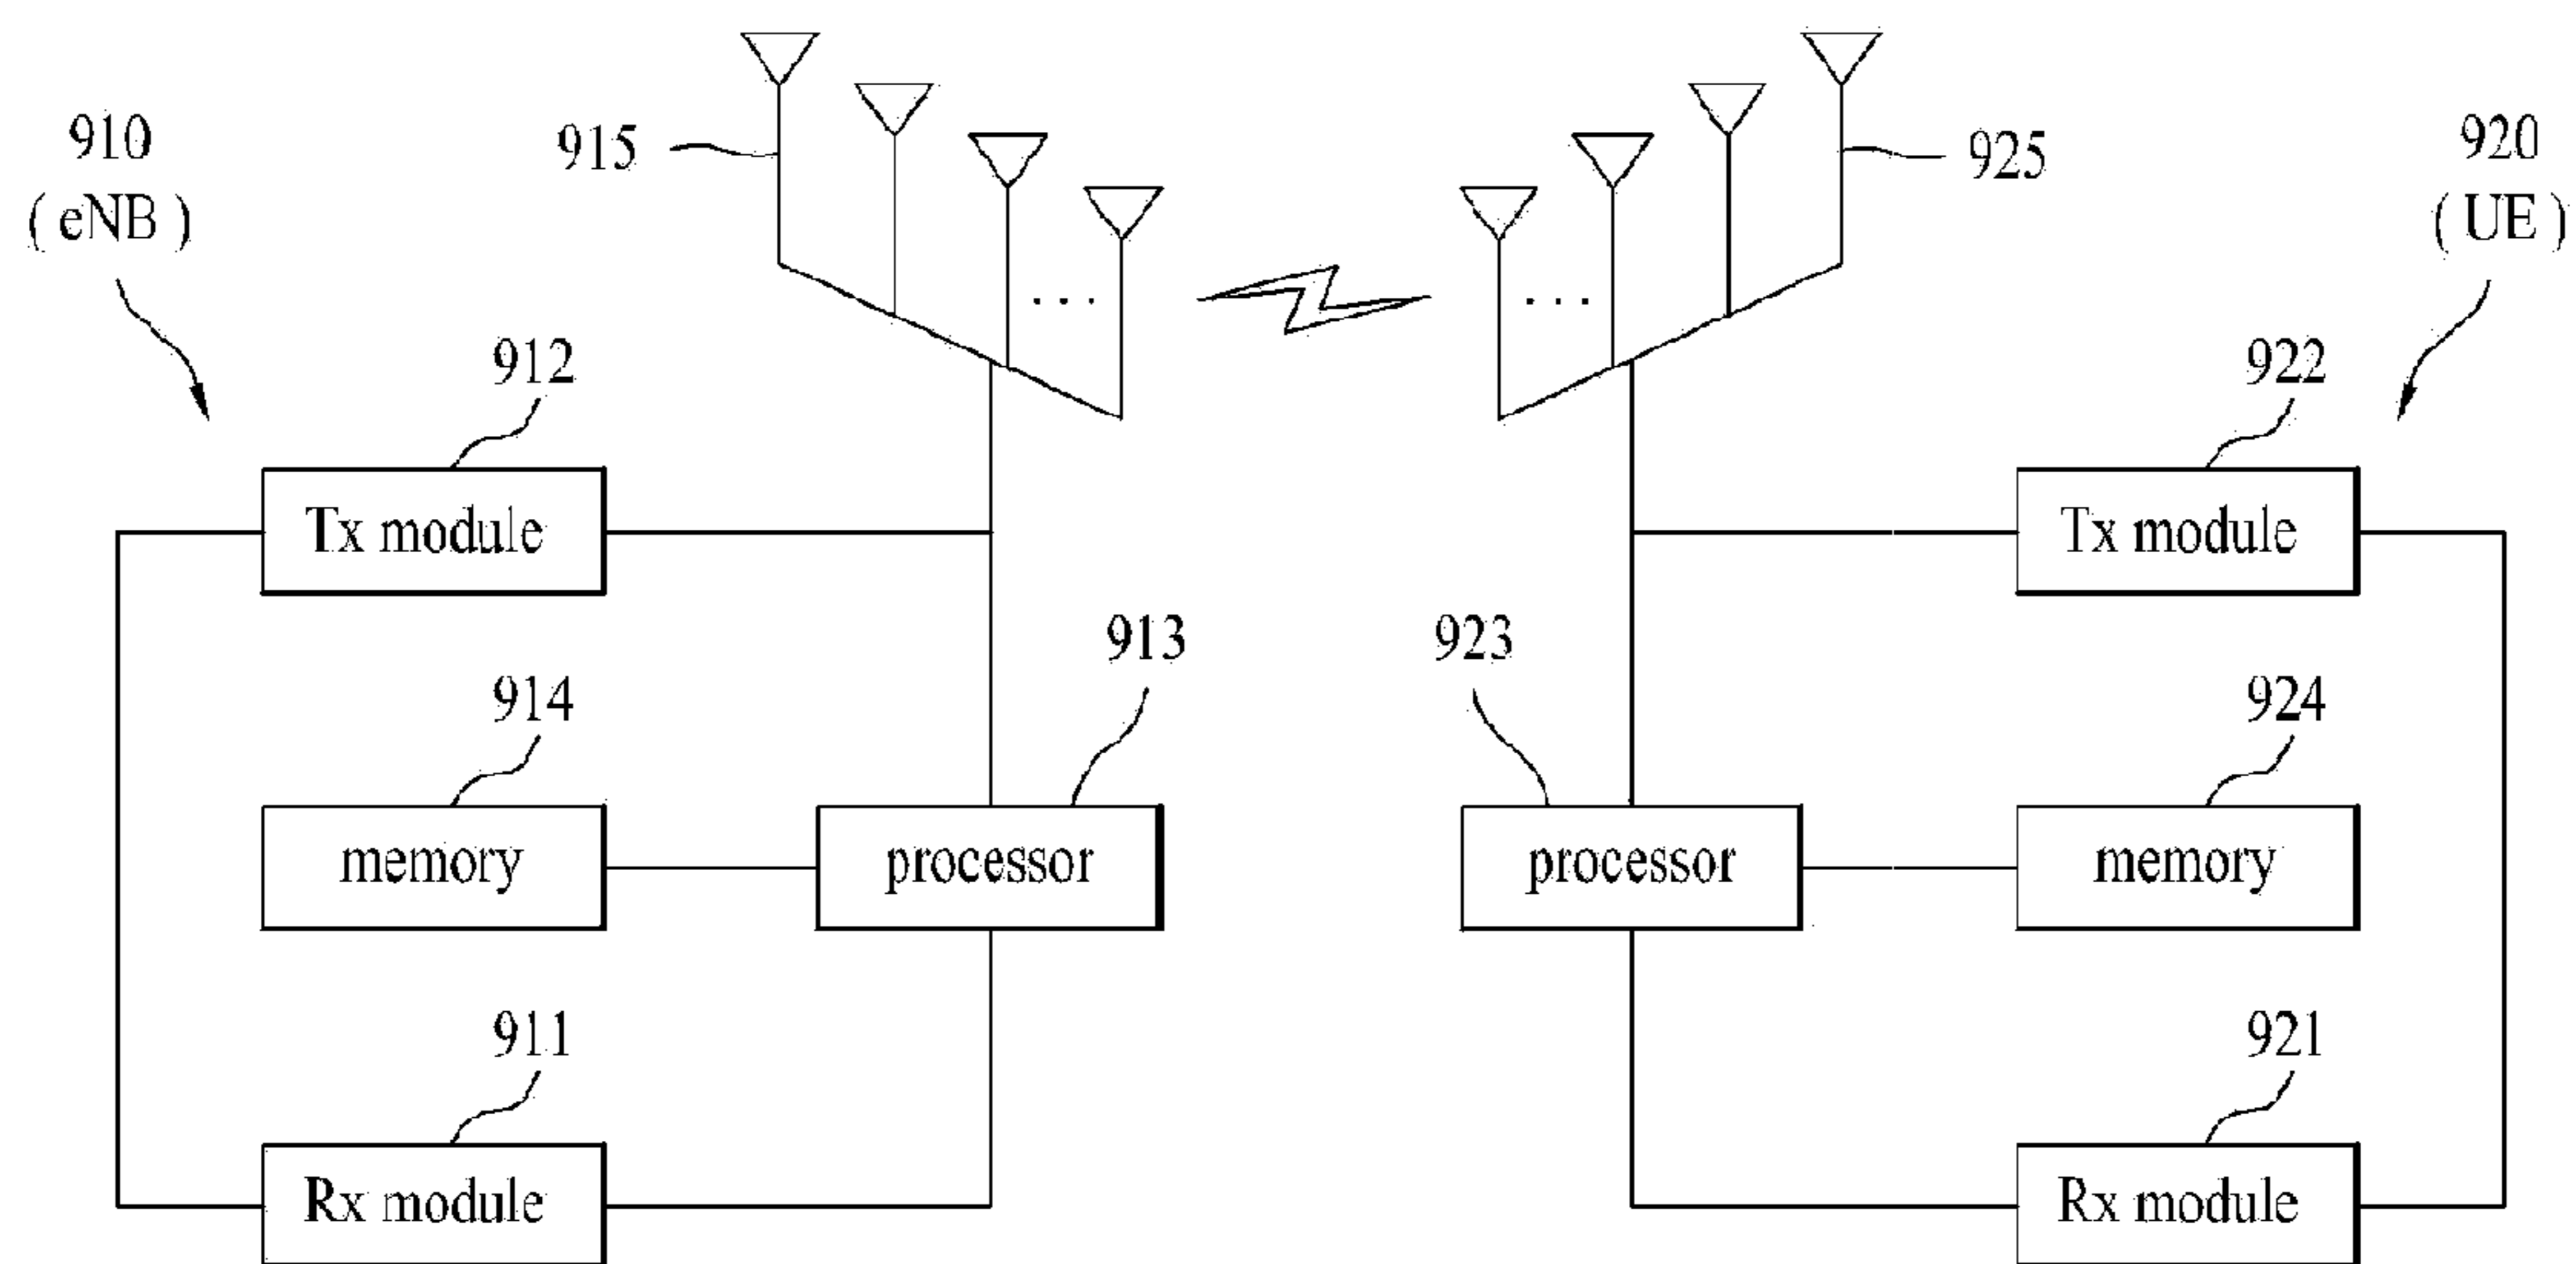 910
( eNB )
915
925
920
( UE )
912
922
Tx module
Tx module
913
923
914
924
memory
processor
processor
memory
911
921
Rx module
Rx module